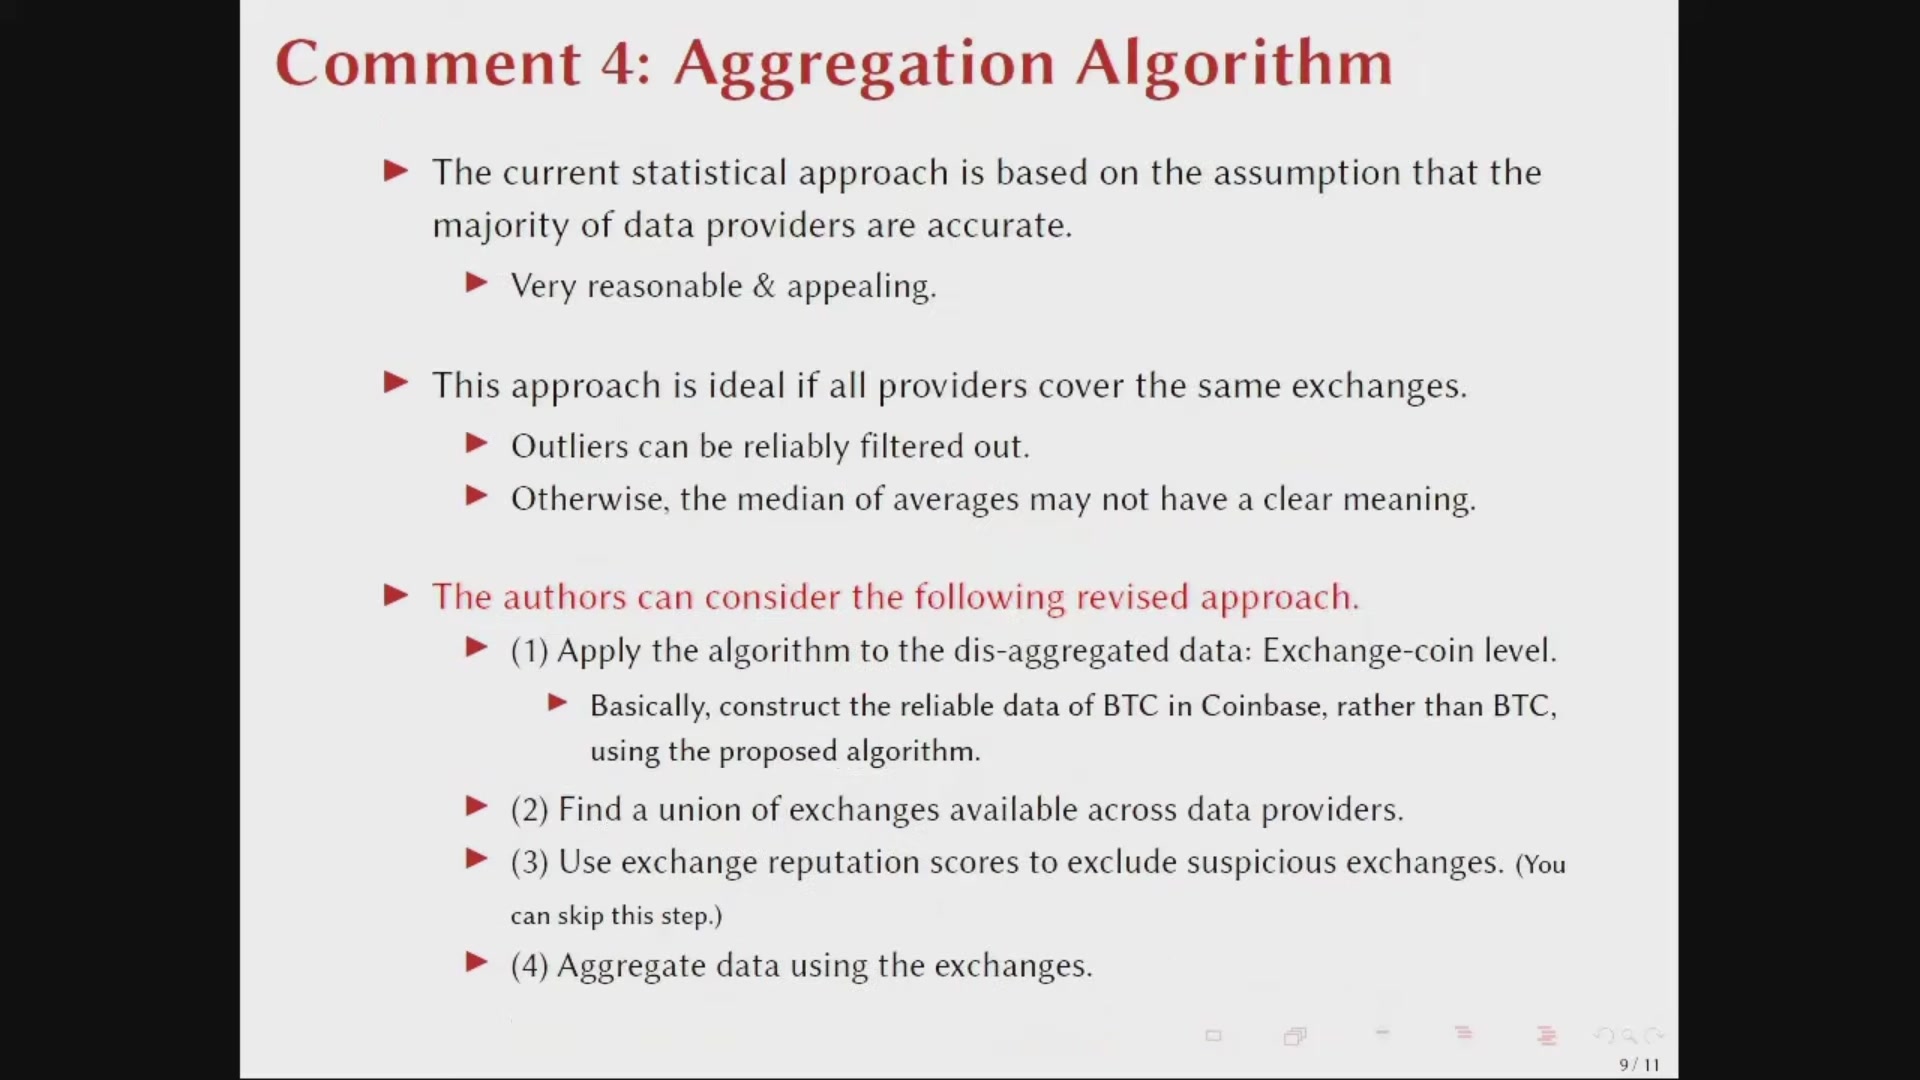 Comment 4: Aggregation Algorithm
The current statistical approach is based on the assumption that the
majority of data providers are accurate.
Very reasonable & appealing.
This approach is ideal if all providers cover the same exchanges.
Outliers can be reliably filtered out.
Otherwise, the median of averages may not have a clear meaning.
The authors can consider the following revised approach.
(1) Apply the algorithm to the dis-aggregated data: Exchange-coin level.
Basically, construct the reliable data of BTC in Coinbase, rather than BTC,
using the proposed algorithm.
(2) Find a union of exchanges available across data providers.
(3) Use exchange reputation scores to exclude suspicious exchanges. (You
can skip this step.)
(4) Aggregate data using the exchanges.
9 / 11